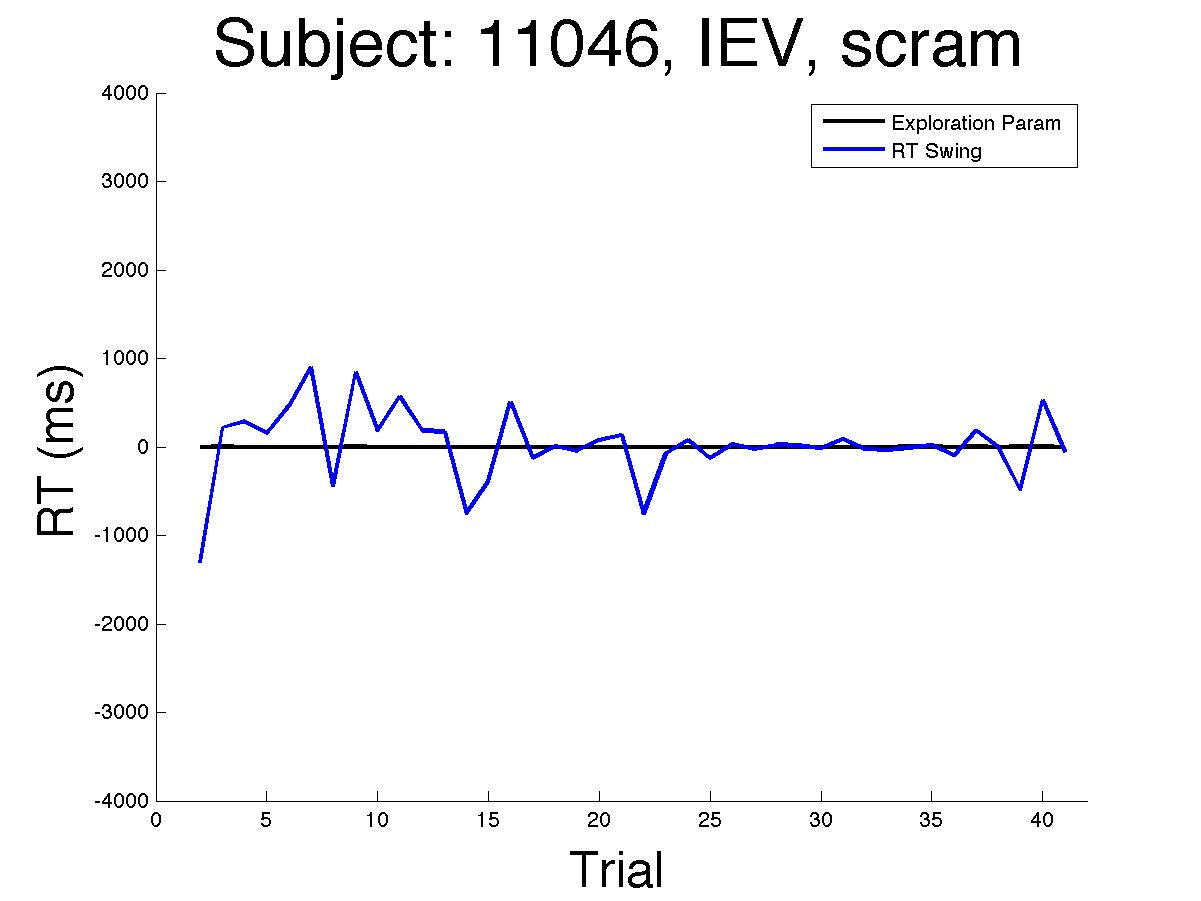 Subject: 11046, IEV, scram
Exploration Param
RT Swing
4000
3000
2000
1000
0
-1000
-2000
-3000
-4000
RT (ms)
0 5 10 15 20 25 30 35 40
Trial